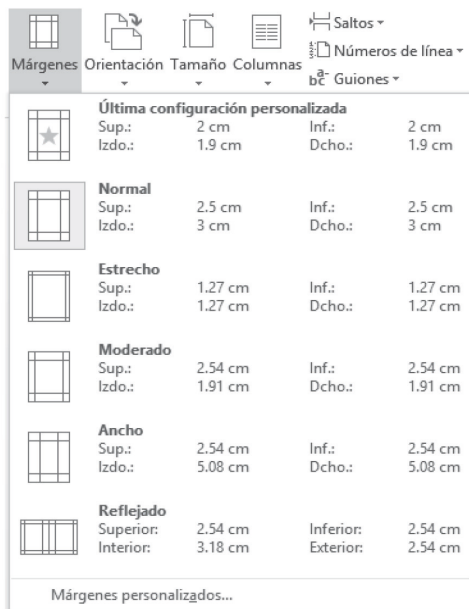 Márgenes Orientación Tamaño Columnas
Saltos
Números de línea
Guiones
Última configuración personalizada
Sup.: 2 cm Inf.: 2 cm
Izdo.: 1.9 cm Dcho.: 1.9 cm
Normal
Sup.: 2.5 cm Inf.: 2.5 cm
Izdo.: 3 cm Dcho.: 3 cm
Estrecho
Sup.: 1.27 cm Inf.: 1.27 cm
Izdo.: 1.27 cm Dcho.: 1.27 cm
Moderado
Sup.: 2.54 cm Inf.: 2.54 cm
Izdo.: 1.91 cm Dcho.: 1.91 cm
Ancho
Sup.: 2.54 cm Inf.: 2.54 cm
Izdo.: 5.08 cm Dcho.: 5.08 cm
Reflejado
Superior: 2.54 cm Inferior: 2.54 cm
Interior: 3.18 cm Exterior: 2.54 cm
Márgenes personalizados...